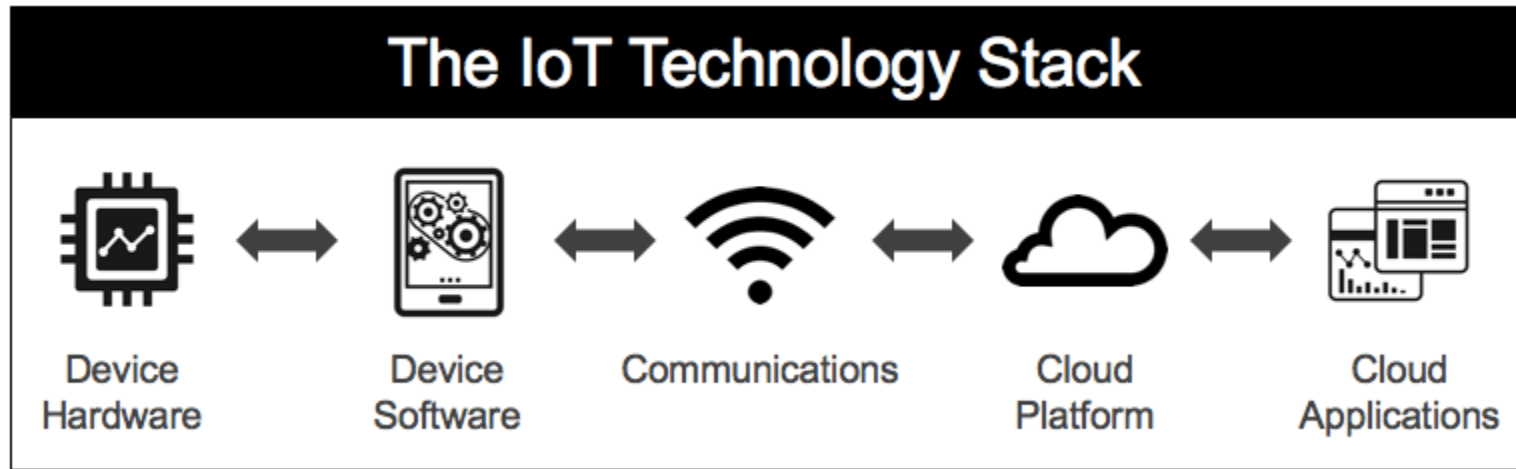 The IoT Technology Stack
Device
Hardware
Device
Software
Communications
Cloud
Platform
Cloud
Applications